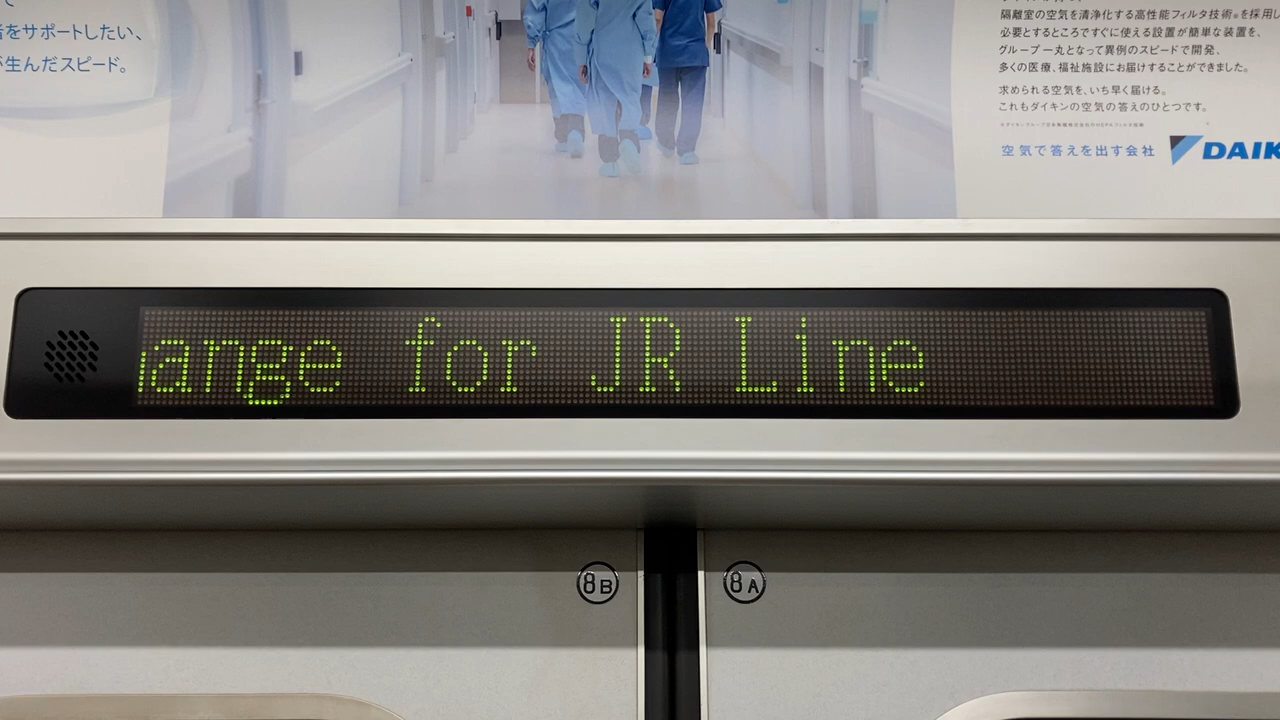 をサポートしたい、
生んだスピード。
隔離室の空気を清浄化する高性能フィルタ技術※を採用し
必要とするところですぐに使える設置が簡単な装置を、
グループ一丸となって異例のスピードで開発、
多くの医療、福祉施設にお届けすることができました。
求められる空気を、いち早く届ける。
これもダイキンの空気の答えのひとつです。
空気で答えを出す会社
DAIK
ange for JR Line
8B
8A